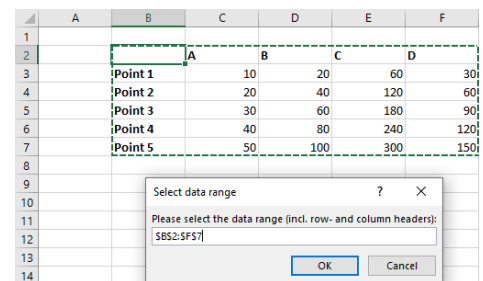 A B C D E F
1
2 A B C D
3 Point 1 10 20 60 30
4 Point 2 20 40 120 60
5 Point 3 30 60 180 90
6 Point 4 40 80 240 120
7 Point 5 50 100 300 150
8
9
Select data range ? X
10
11 Please select the data range (incl. row- and column headers):
12 $B$2:$F$7
13
OK Cancel
14